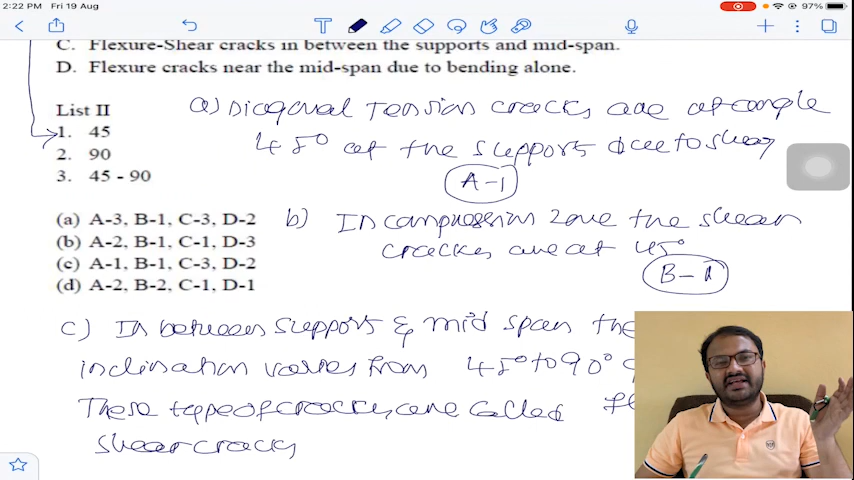 2:22 PM Fri 19 Aug
97%
C. Flexure-Shear cracks in between the supports and mid-span.
D. Flexure cracks near the mid-span due to bending alone.
List II
1. 45
2. 90
3. 45 - 90
a) Diagonal Tension cracks are at angle
45° at the supports due to shear
A-1
(a) A-3, B-1, C-3, D-2
(b) A-2, B-1, C-1, D-3
(c) A-1, B-1, C-3, D-2
(d) A-2, B-2, C-1, D-1
b) In compression zone the shear
cracks are at 45°
B-1
c) In between support & mid span the
inclination varies from 45° to 90°
These type of cracks are called
shear cracks